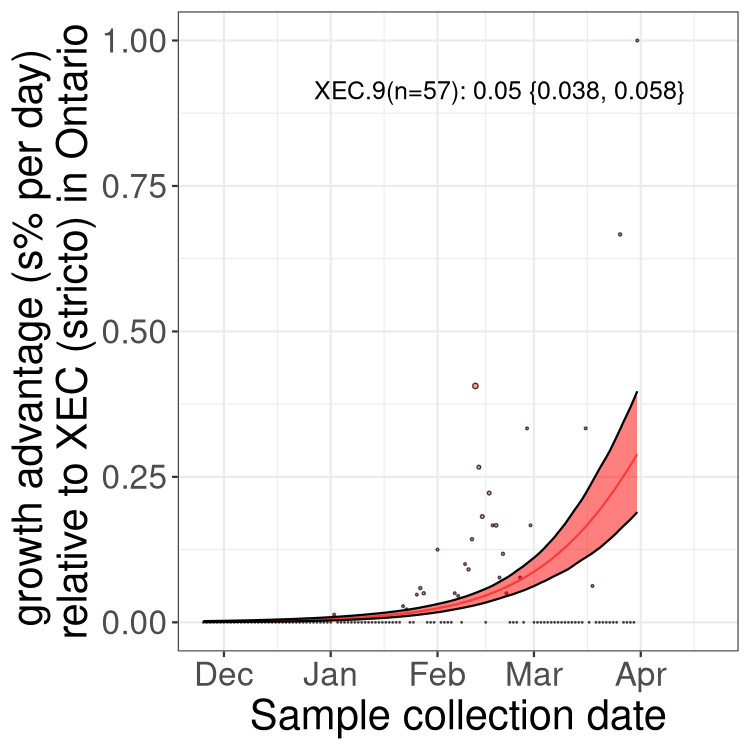 growth advantage (s% per day)
relative to XEC (stricto) in Ontario
1.00
0.75
0.50
0.25
0.00
XEC.9(n=57): 0.05 {0.038, 0.058}
Dec Jan Feb Mar Apr
Sample collection date